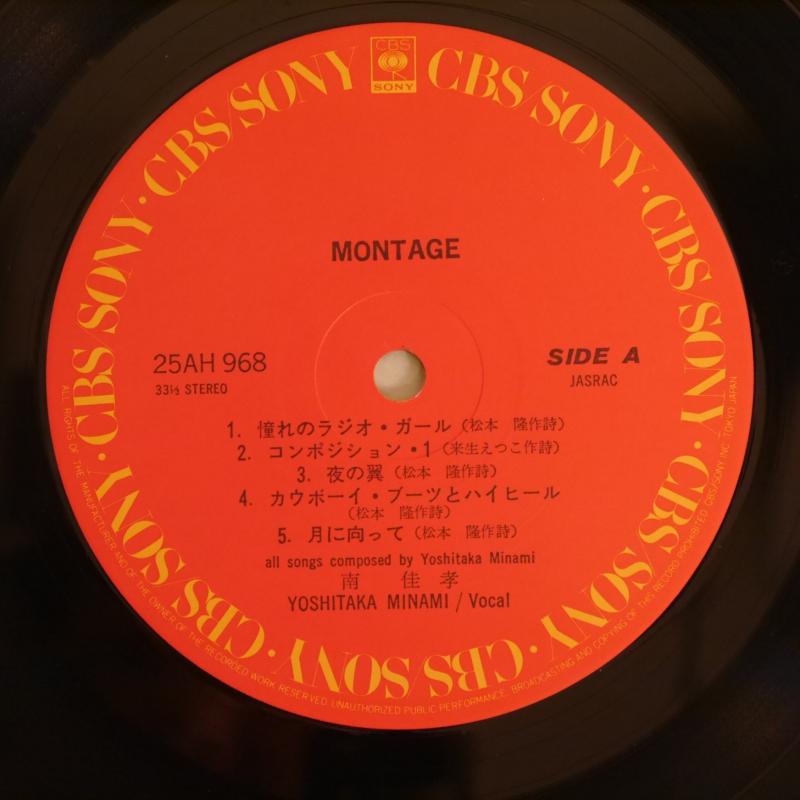 CBS
SONY
CBS/SONY · CBS/SONY · CBS/SONY · CBS/SONY · CBS/SONY · CBS/SONY · CBS/SONY · CBS/SONY
MONTAGE
25AH 968
33⅓ STEREO
SIDE A
JASRAC
1. 憧れのラジオ・ガール (松本 隆作詩)
2. コンポジション・1 (来生えつこ作詩)
3. 夜の翼 (松本 隆作詩)
4. カウボーイ・ブーツとハイヒール
(松本 隆作詩)
5. 月に向って (松本 隆作詩)
all songs composed by Yoshitaka Minami
南 佳孝
YOSHITAKA MINAMI / Vocal
ALL RIGHTS OF THE MANUFACTURER AND OF THE OWNER OF THE RECORDED WORK RESERVED. UNAUTHORIZED PUBLIC PERFORMANCE, BROADCASTING AND COPYING OF THIS RECORD PROHIBITED. CBS/SONY INC. TOKYO JAPAN